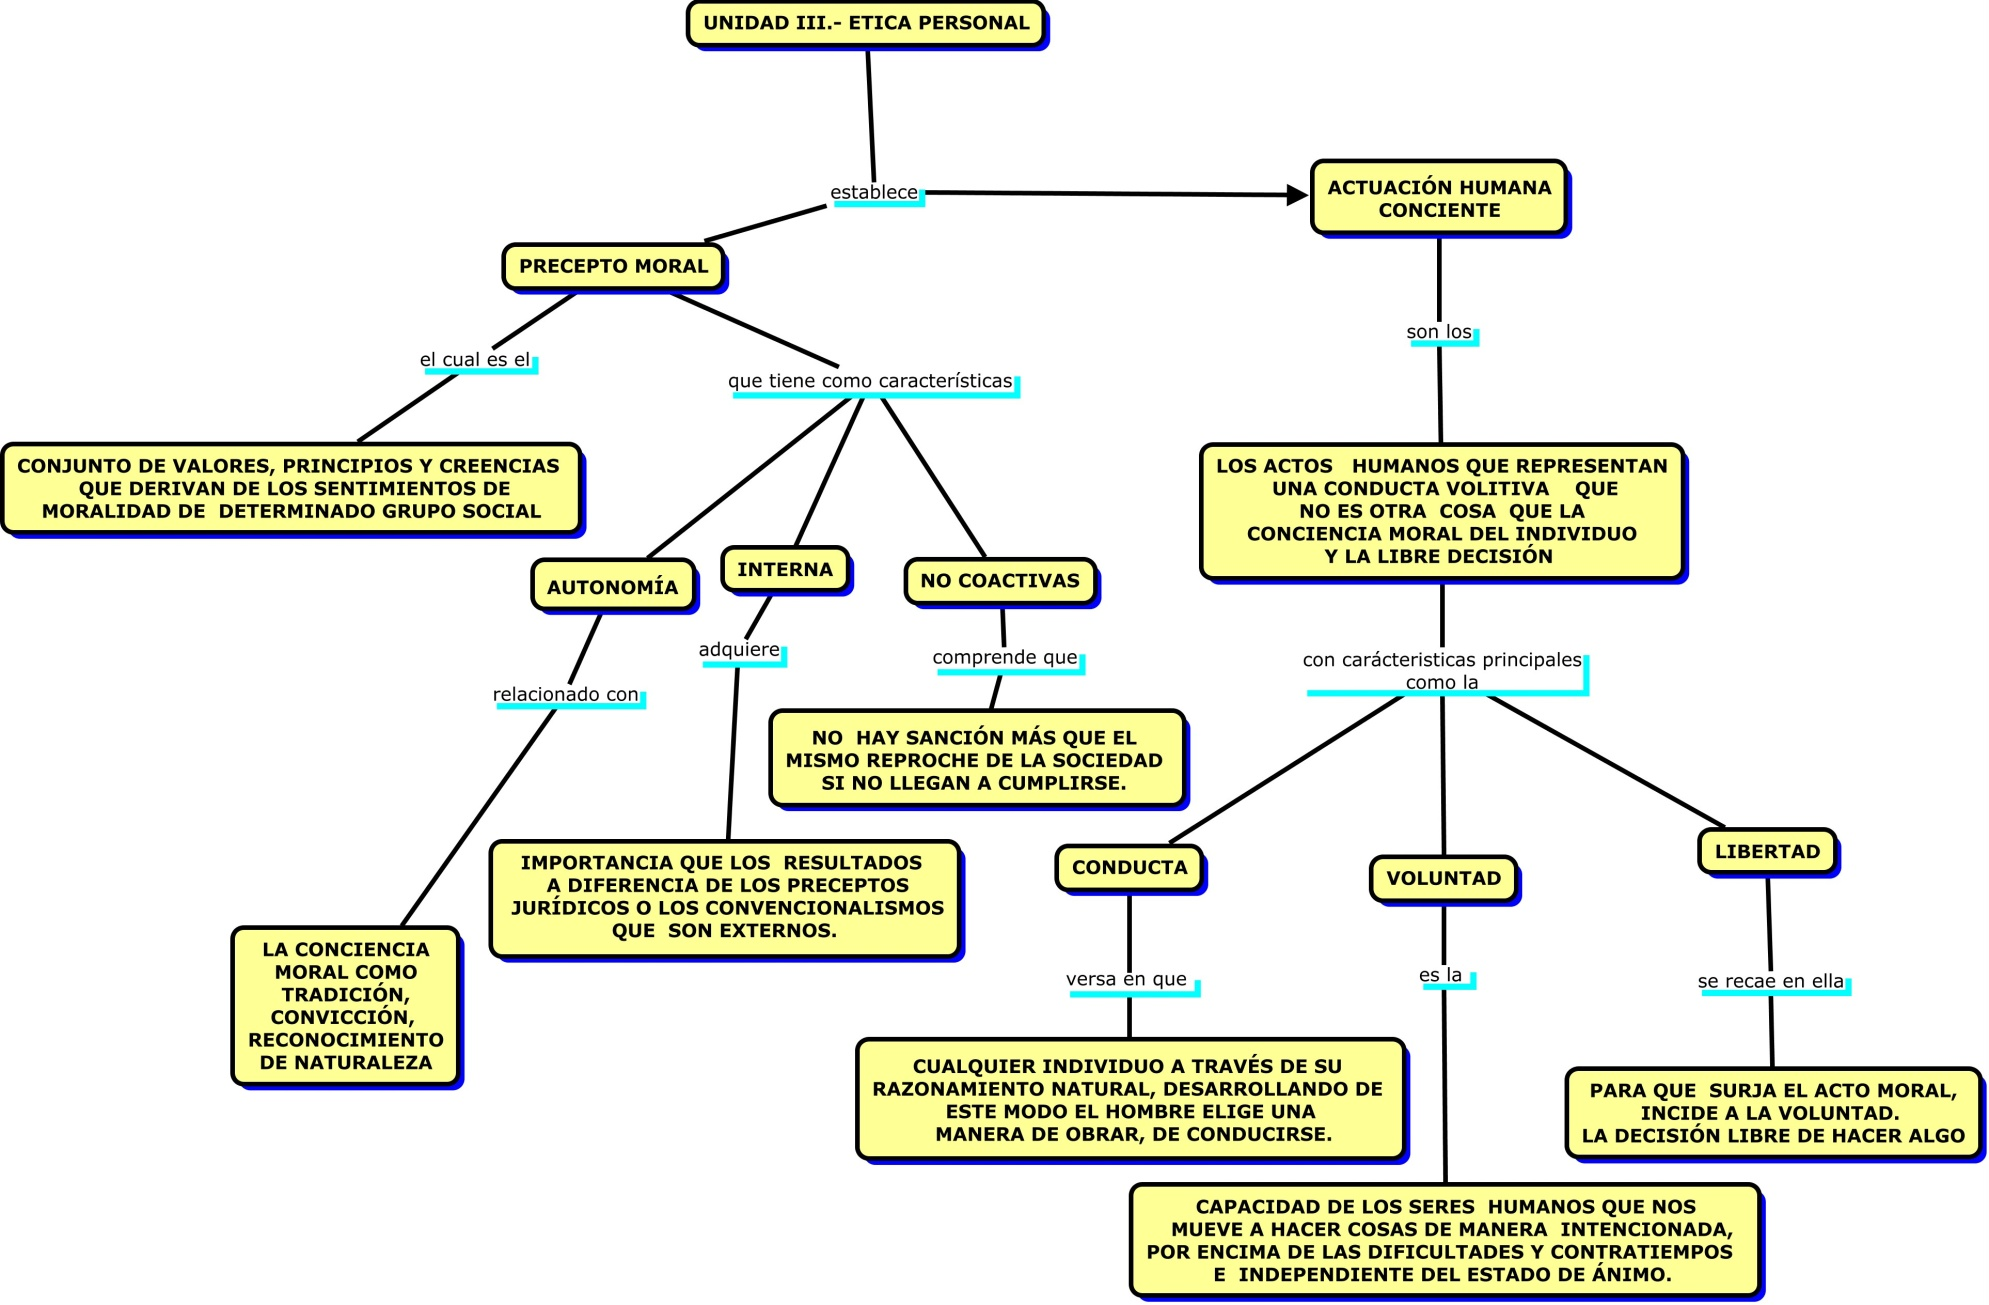 UNIDAD III.- ETICA PERSONAL
establece
ACTUACIÓN HUMANA
CONCIENTE
PRECEPTO MORAL
son los
el cual es el
que tiene como características
CONJUNTO DE VALORES, PRINCIPIOS Y CREENCIAS
QUE DERIVAN DE LOS SENTIMIENTOS DE
MORALIDAD DE DETERMINADO GRUPO SOCIAL
LOS ACTOS HUMANOS QUE REPRESENTAN
UNA CONDUCTA VOLITIVA QUE
NO ES OTRA COSA QUE LA
CONCIENCIA MORAL DEL INDIVIDUO
Y LA LIBRE DECISIÓN
AUTONOMÍA
INTERNA
NO COACTIVAS
relacionado con
adquiere
comprende que
con carácteristicas principales
como la
NO HAY SANCIÓN MÁS QUE EL
MISMO REPROCHE DE LA SOCIEDAD
SI NO LLEGAN A CUMPLIRSE.
IMPORTANCIA QUE LOS RESULTADOS
A DIFERENCIA DE LOS PRECEPTOS
JURÍDICOS O LOS CONVENCIONALISMOS
QUE SON EXTERNOS.
LA CONCIENCIA
MORAL COMO
TRADICIÓN,
CONVICCIÓN,
RECONOCIMIENTO
DE NATURALEZA
CONDUCTA
VOLUNTAD
LIBERTAD
versa en que
es la
se recae en ella
CUALQUIER INDIVIDUO A TRAVÉS DE SU
RAZONAMIENTO NATURAL, DESARROLLANDO DE
ESTE MODO EL HOMBRE ELIGE UNA
MANERA DE OBRAR, DE CONDUCIRSE.
PARA QUE SURJA EL ACTO MORAL,
INCIDE A LA VOLUNTAD.
LA DECISIÓN LIBRE DE HACER ALGO
CAPACIDAD DE LOS SERES HUMANOS QUE NOS
MUEVE A HACER COSAS DE MANERA INTENCIONADA,
POR ENCIMA DE LAS DIFICULTADES Y CONTRATIEMPOS
E INDEPENDIENTE DEL ESTADO DE ÁNIMO.